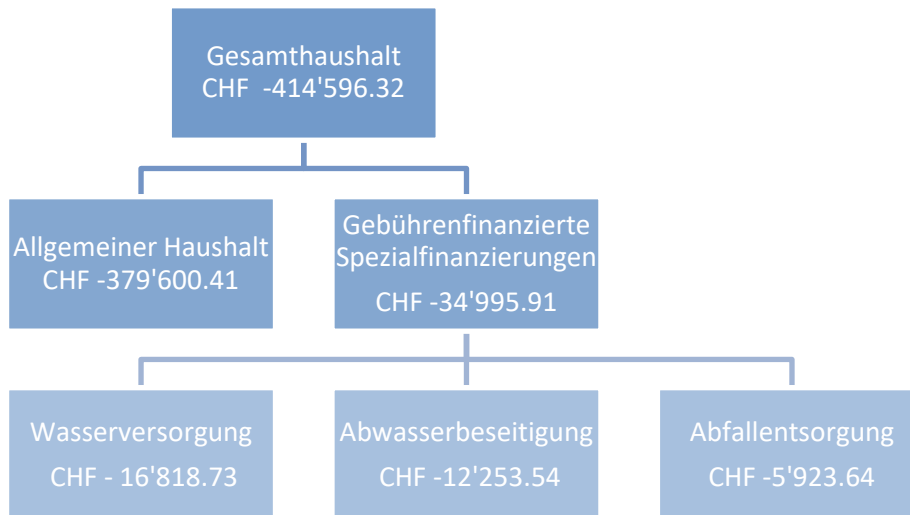 Gesamthaushalt
CHF  -414'596.32
Allgemeiner Haushalt
CHF -379'600.41
Gebührenfinanzierte
Spezialfinanzierungen
CHF -34'995.91
Wasserversorgung
CHF - 16'818.73
Abwasserbeseitigung
CHF -12'253.54
Abfallentsorgung
CHF -5'923.64